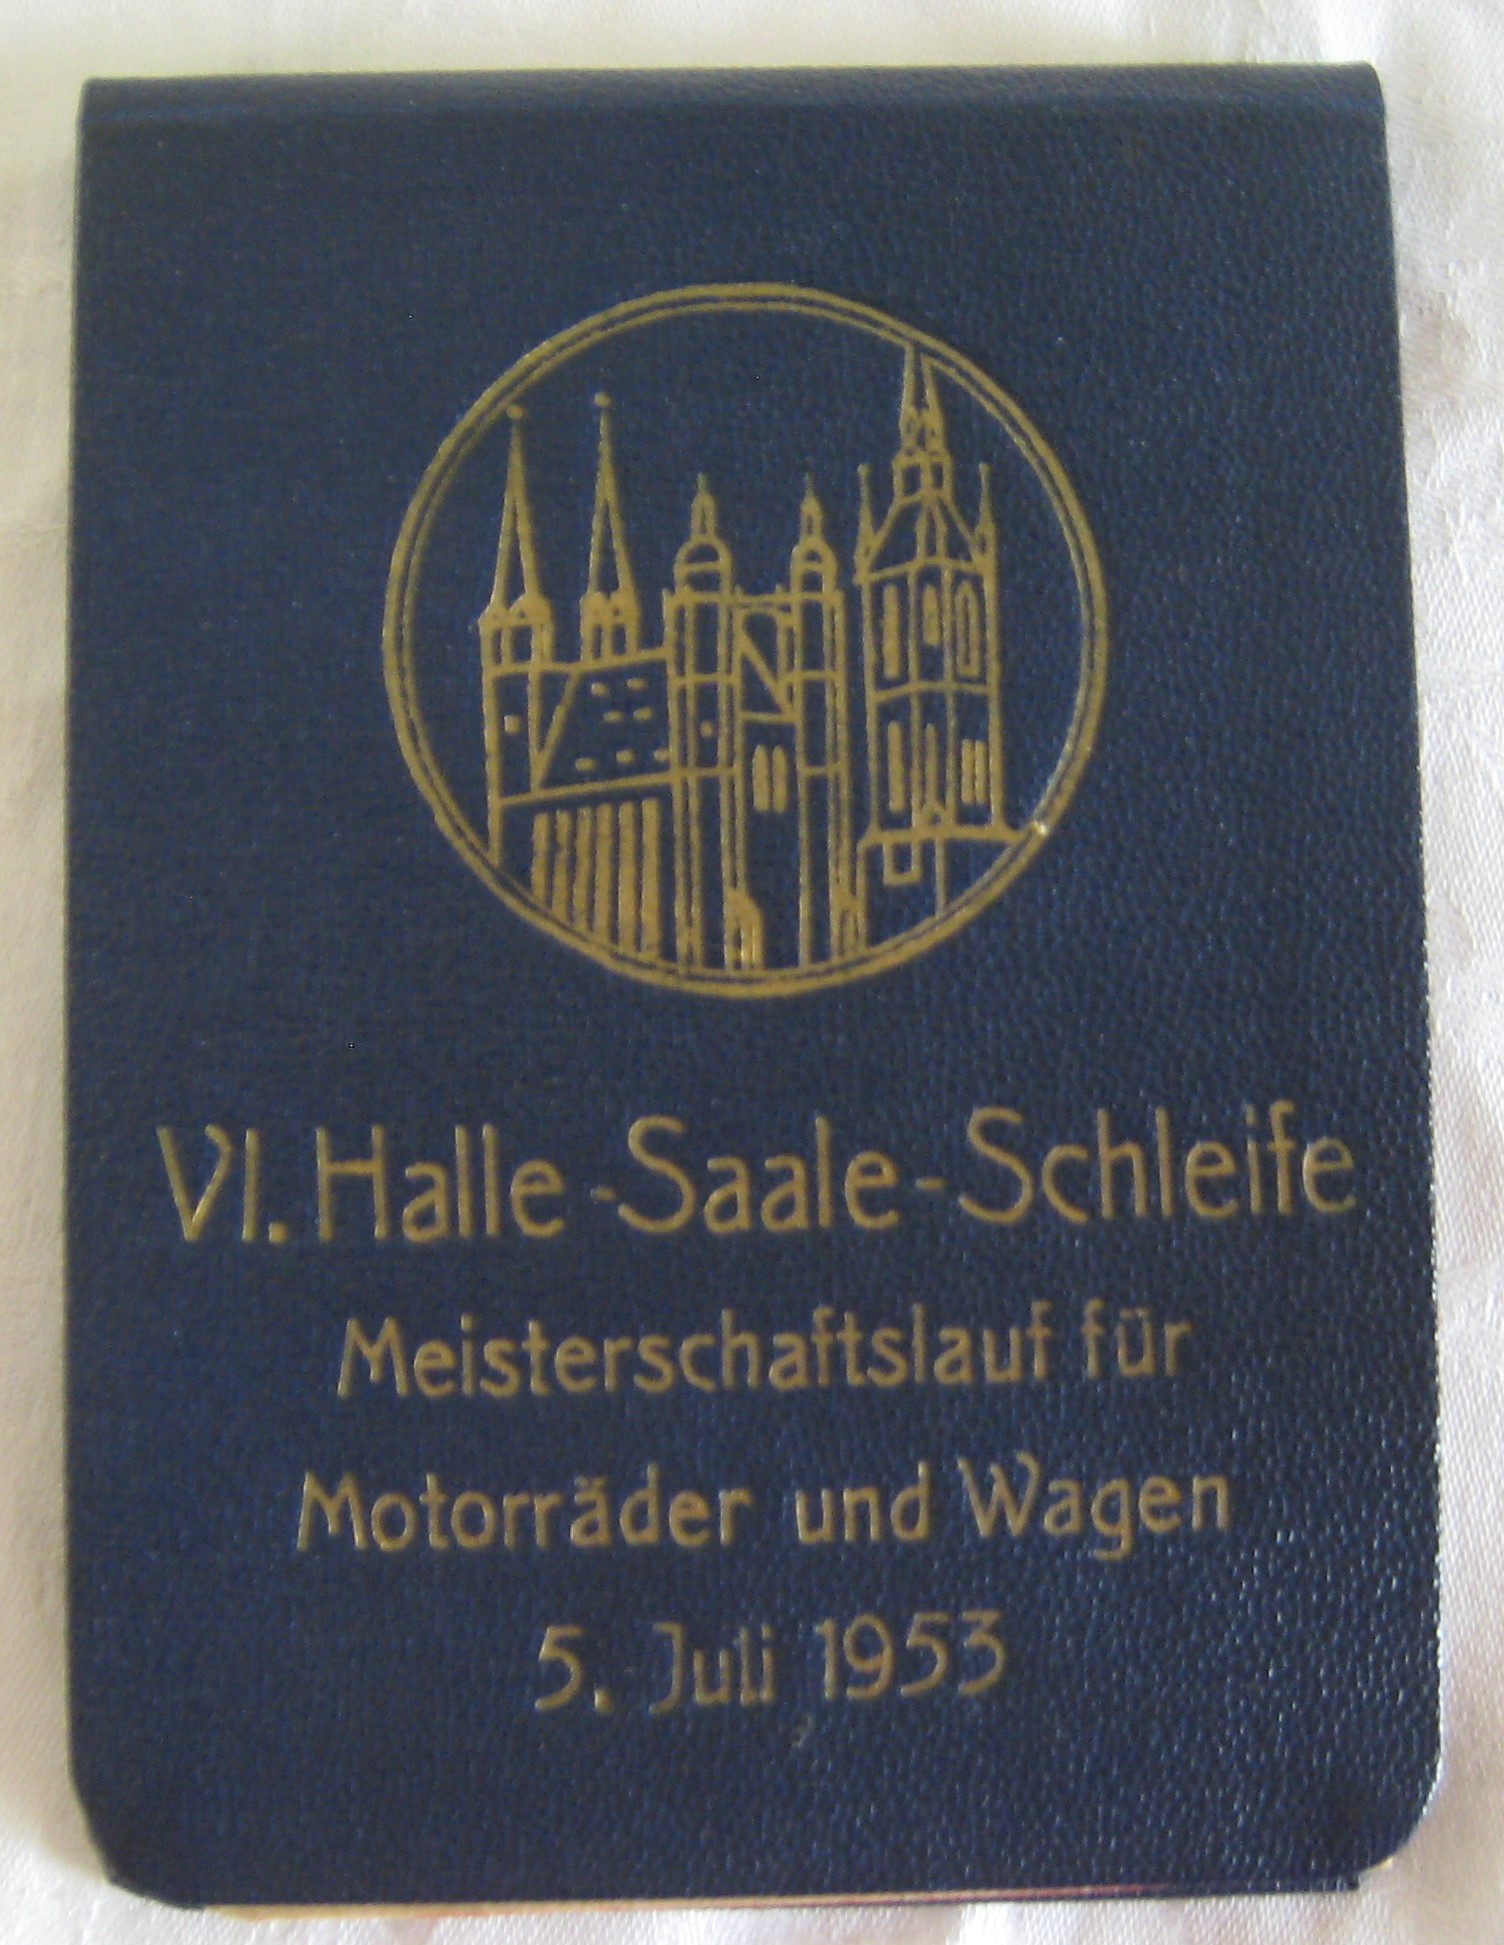 VI. Halle-Saale-Schleife
Meisterschaftslauf für
Motorräder und Wagen
5. Juli 1953